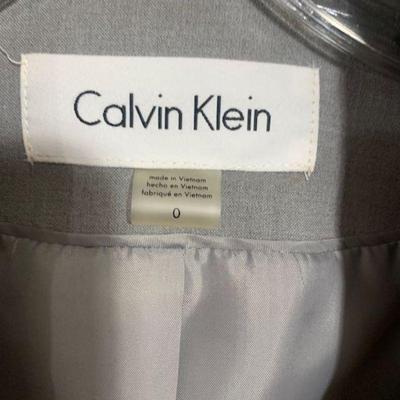 Calvin Klein
made in Vietnam
hecho en Vietnam
fabriqué en Vietnam
0